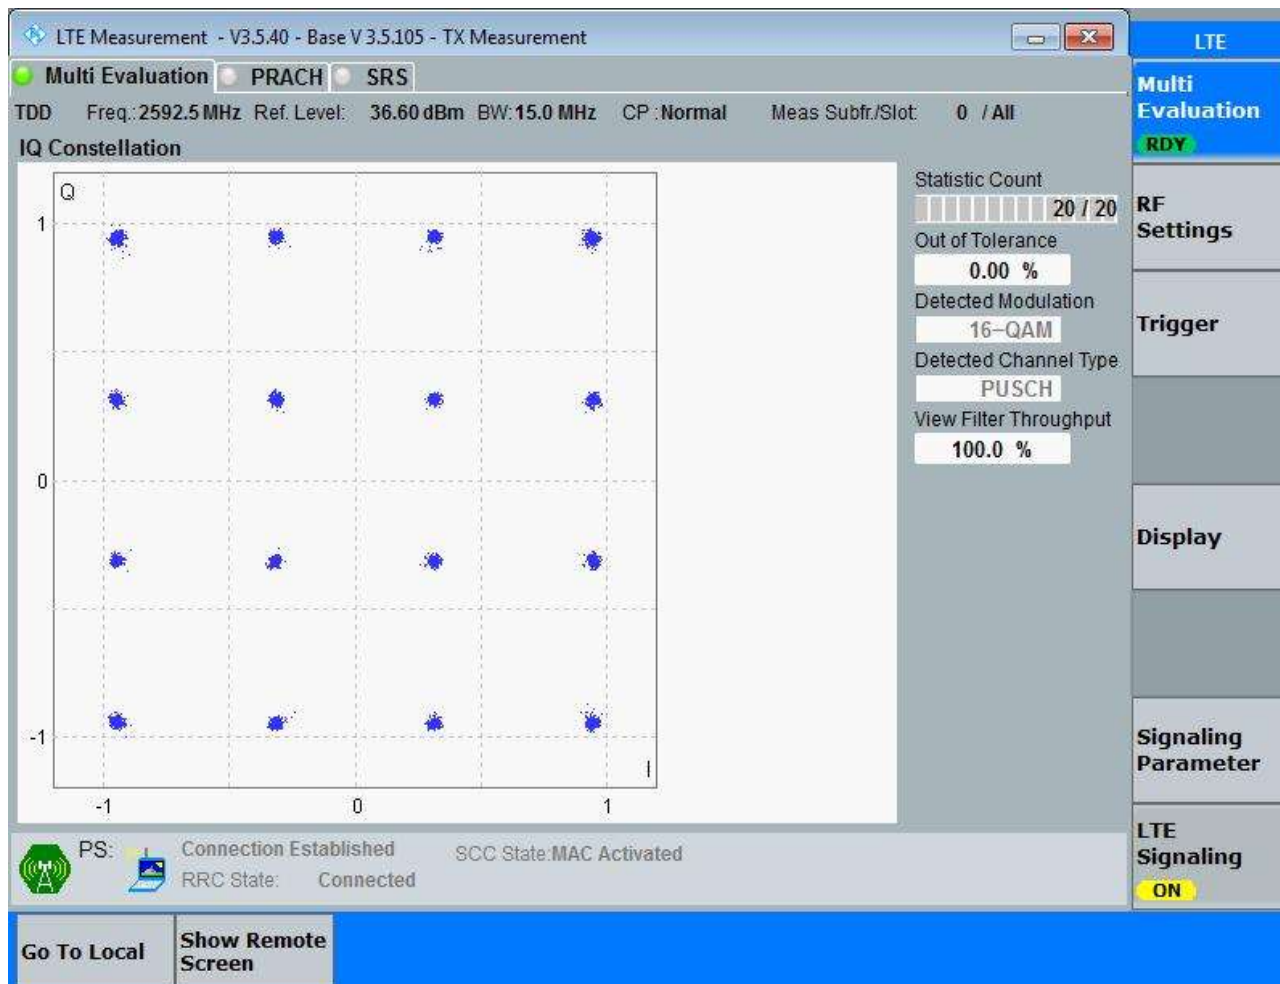 LTE Measurement - V3.5.40 - Base V 3.5.105 - TX Measurement
LTE
Multi Evaluation PRACH SRS
TDD Freq.:2592.5 MHz Ref. Level: 36.60 dBm BW:15.0 MHz CP :Normal Meas Subfr./Slot: 0 / All
IQ Constellation
Q
1
0
-1
-1 0 1
I
Statistic Count
20 / 20
Out of Tolerance
0.00 %
Detected Modulation
16-QAM
Detected Channel Type
PUSCH
View Filter Throughput
100.0 %
Multi
Evaluation
RDY
RF
Settings
Trigger
Display
Signaling
Parameter
LTE
Signaling
ON
PS: Connection Established SCC State:MAC Activated
RRC State: Connected
Go To Local
Show Remote
Screen